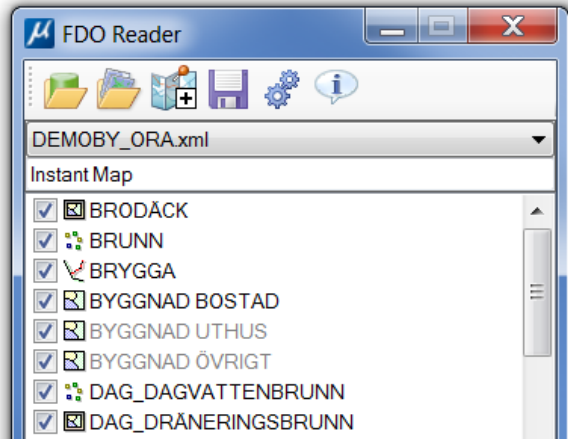 µ FDO Reader
DEMOBY_ORA.xml
Instant Map
BRODÄCK
BRUNN
BRYGGA
BYGGNAD BOSTAD
BYGGNAD UTHUS
BYGGNAD ÖVRIGT
DAG_DAGVATTENBRUNN
DAG_DRÄNERINGSBRUNN